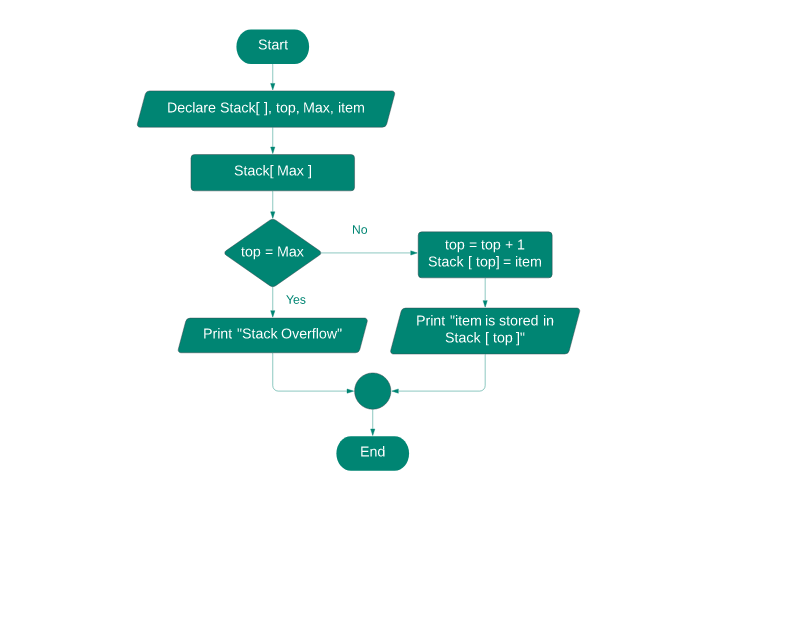 Start
Declare Stack[ ], top, Max, item
Stack[ Max ]
top = Max
No
top = top + 1
Stack [ top] = item
Yes
Print "Stack Overflow"
Print "item is stored in
Stack [ top ]"
End